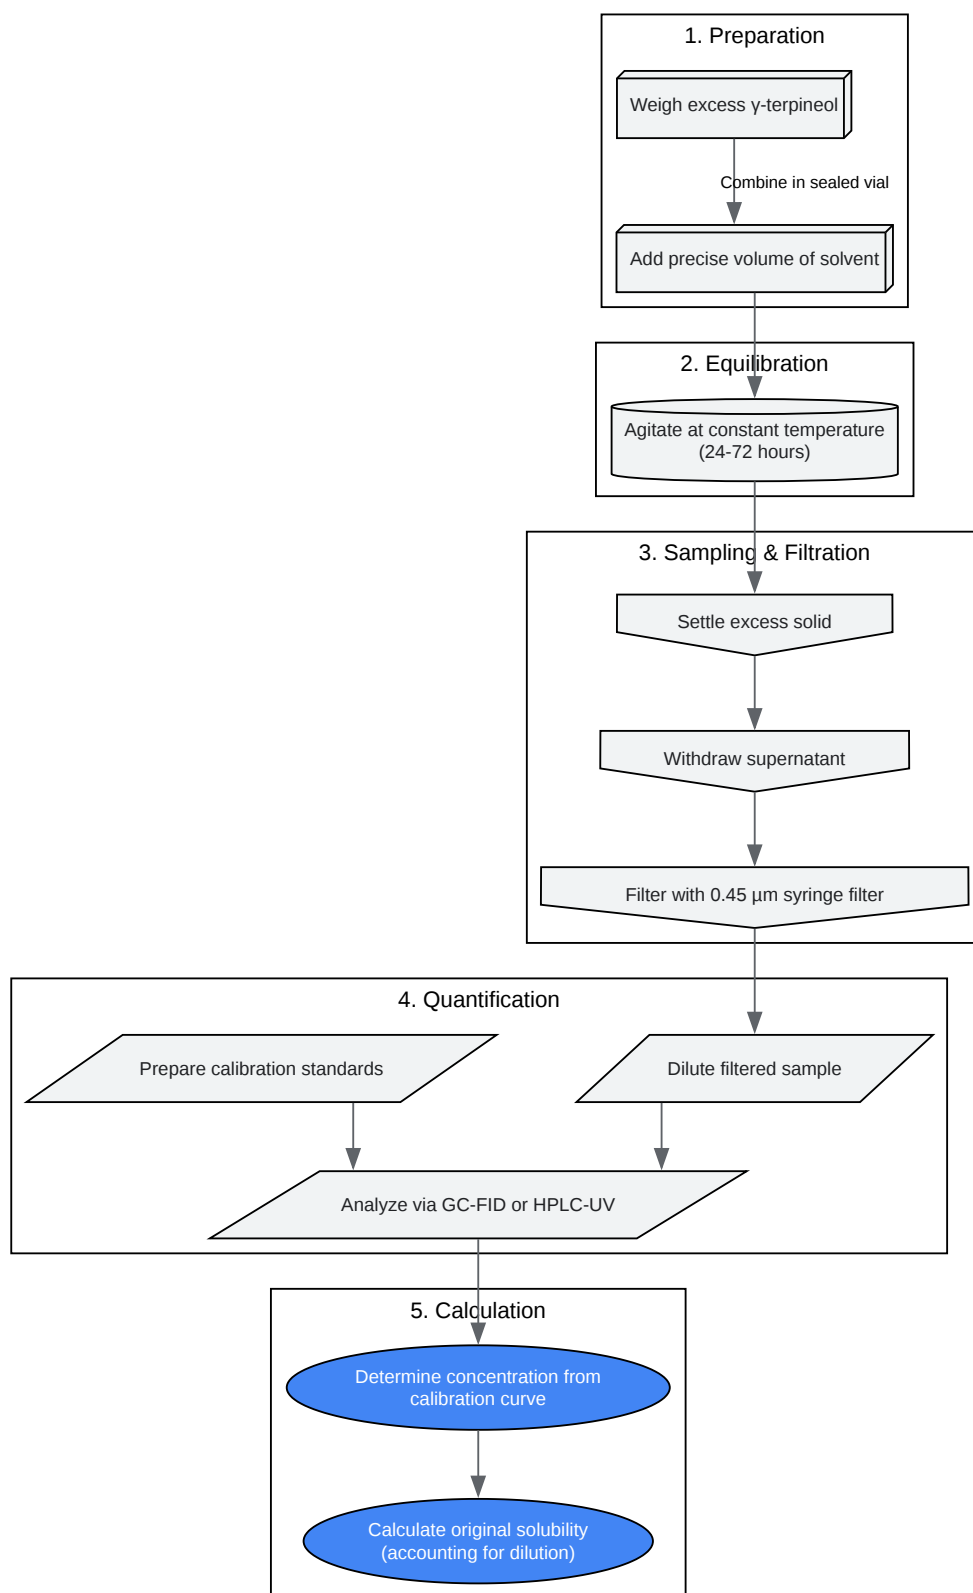 1. Preparation
Weigh excess γ-terpineol
Combine in sealed vial
Add precise volume of solvent
2. Equilibration
Agitate at constant temperature
(24-72 hours)
3. Sampling & Filtration
Settle excess solid
Withdraw supernatant
Filter with 0.45 µm syringe filter
4. Quantification
Prepare calibration standards
Dilute filtered sample
Analyze via GC-FID or HPLC-UV
5. Calculation
Determine concentration from
calibration curve
Calculate original solubility
(accounting for dilution)